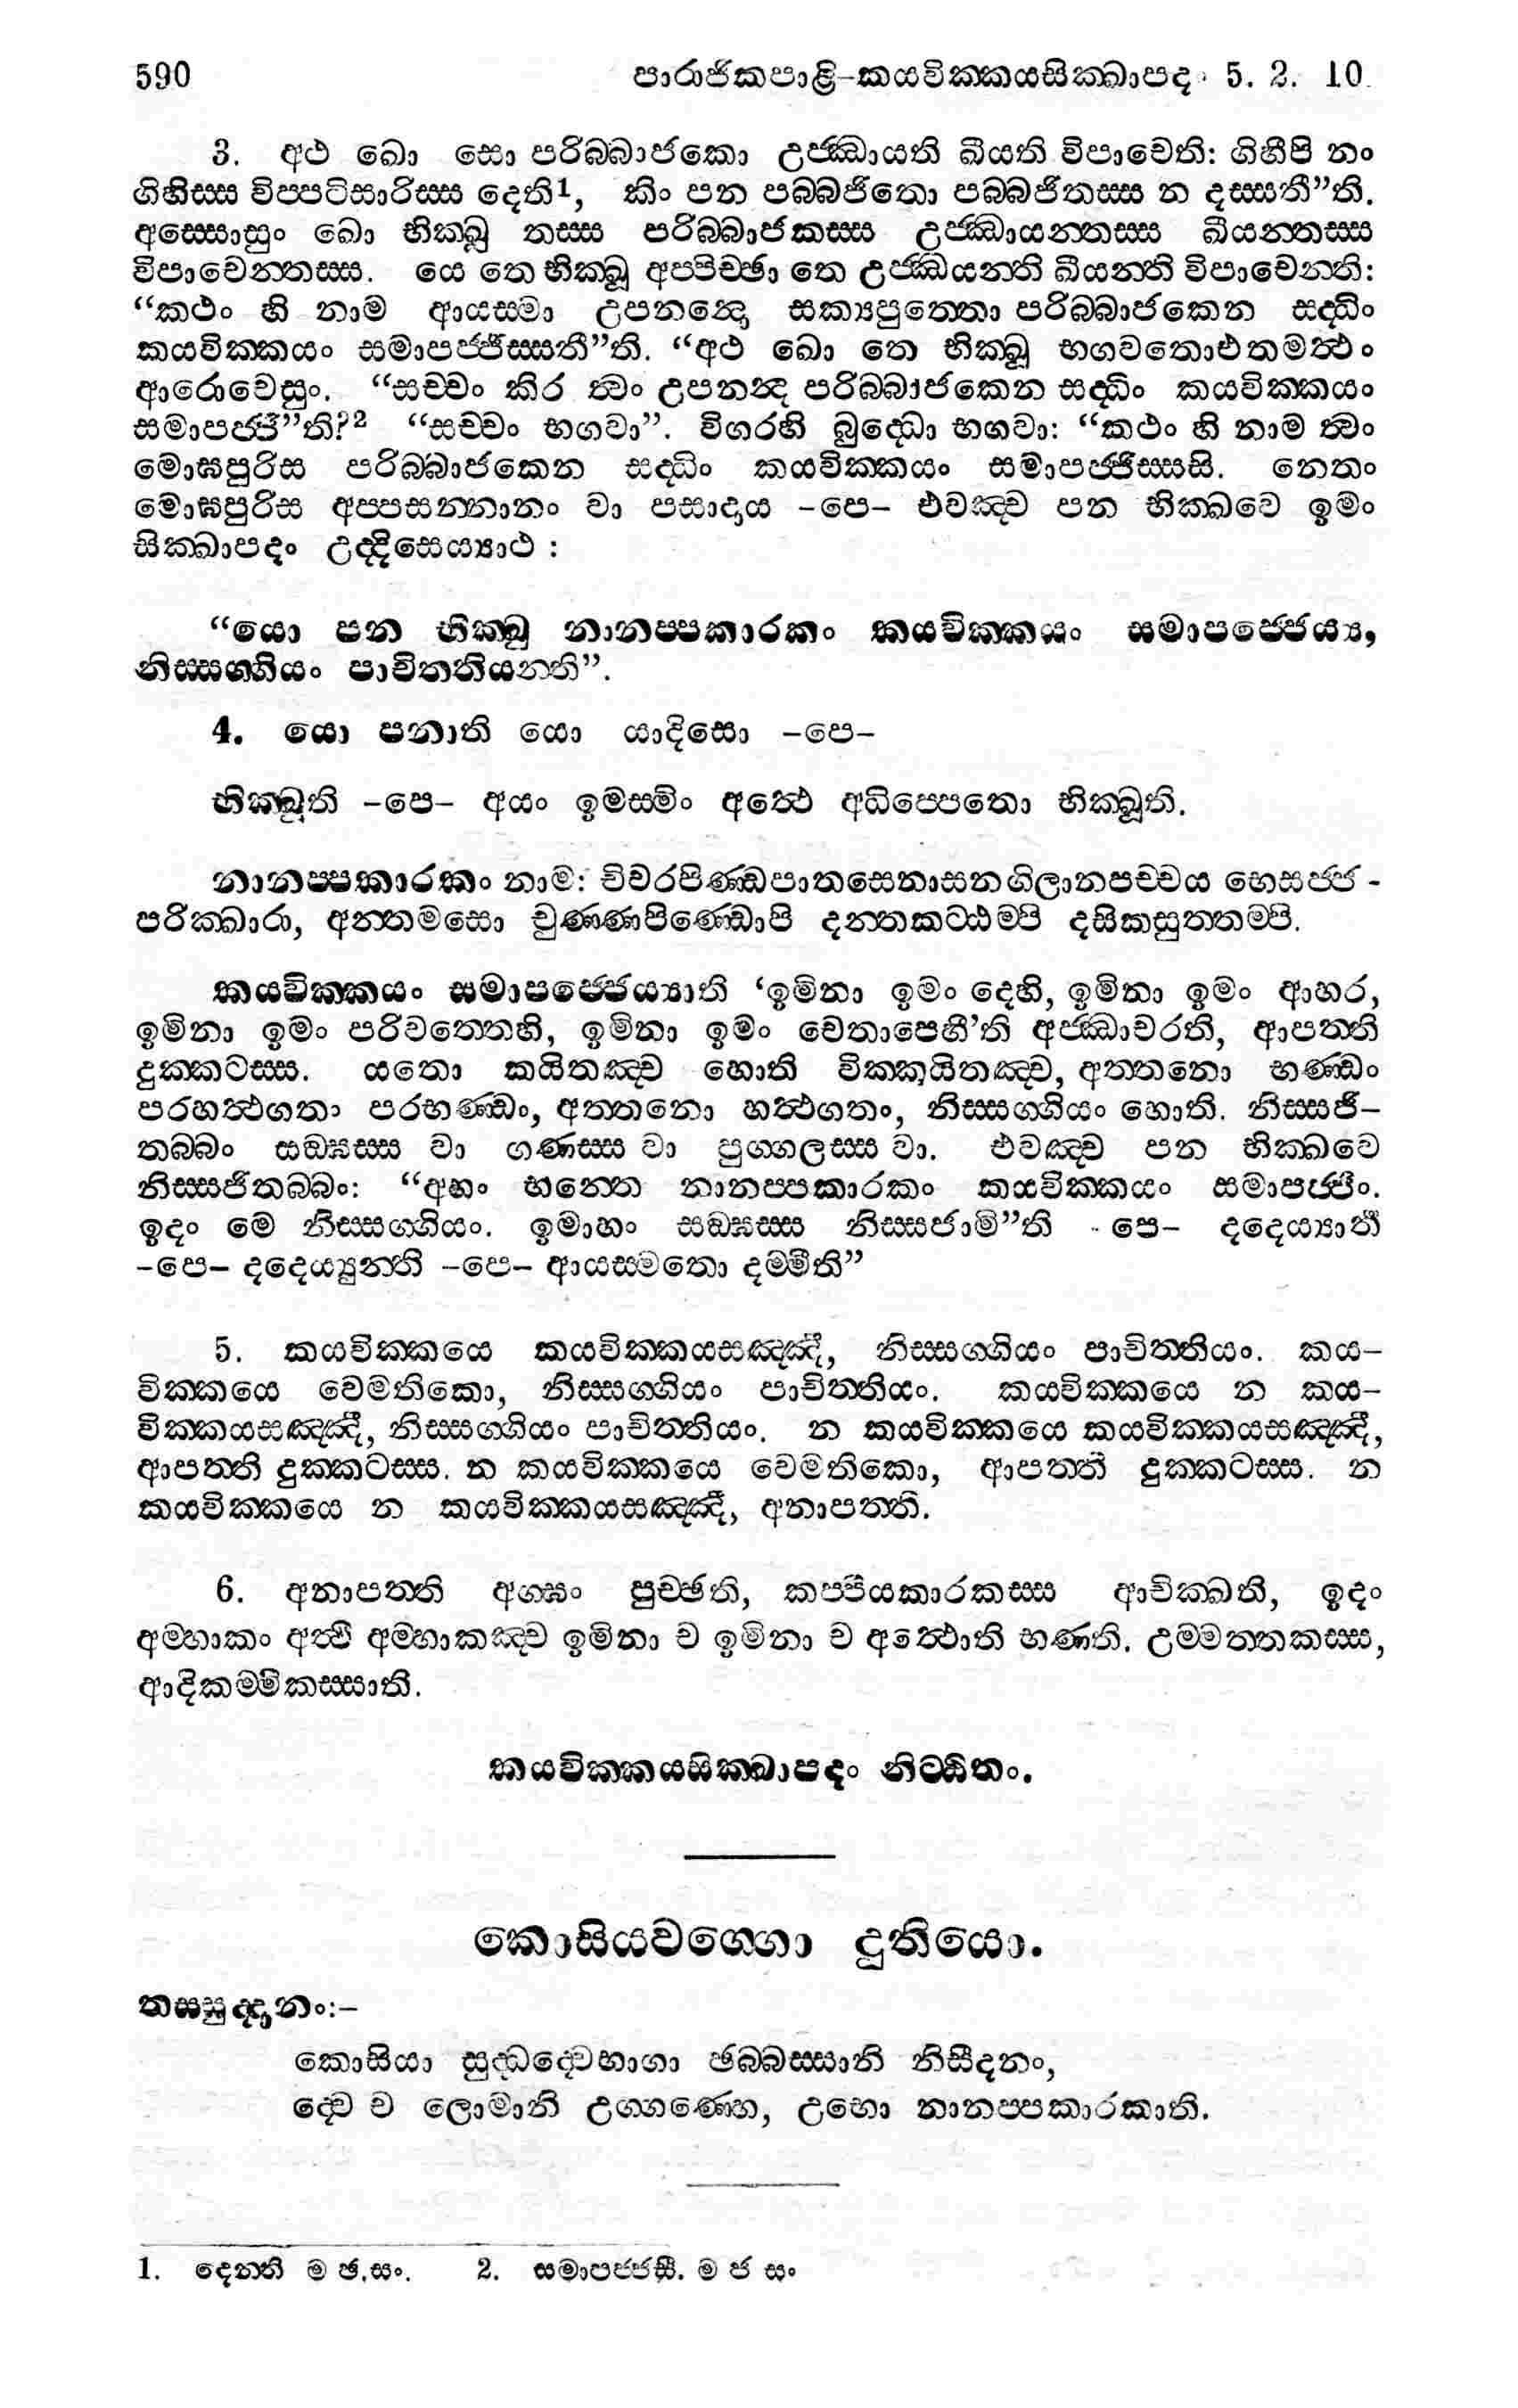 590 පාරාජිකපාළි-කයවික්කයසික්ඛාපද 5. 2. 10.
3. අථ ඛො සො පරිබ්බාජකො උජ්ඣායති ඛීයති විපාචෙති: ගිහීපි නං
ගිහිස්ස විප්පටිසාරිස්ස දෙති1, කිං පන පබ්බජිතො පබ්බජිතස්ස න දස්සතී”ති.
අස්සොසුං ඛො භික්ඛු තස්ස පරිබ්බාජකස්ස උජ්ඣායන්තස්ස ඛීයන්තස්ස
විපාචෙන්තස්ස. යෙ තෙ භික්ඛූ අප්පිච්ඡා තෙ උජ්ඣයන්ති ඛීයන්ති විපාචෙන්ති:
“කථං හි නාම ආයස්මා උපනන්දො සක්‍යපුත්තො පරිබ්බාජකෙන සද්ධිං
කයවික්කයං සමාපජ්ජිස්සතී”ති. “අථ ඛො තෙ භික්ඛූ භගවතොඑතමත්ථං
ආරොචෙසුං. “සච්චං කිර ත්වං උපනන්ද පරිබ්බාජකෙන සද්ධිං කයවික්කයං
සමාපජ්ජී”ති?2 “සච්චං භගවා”. විගරහි බුද්ධො භගවා: “කථං හි නාම ත්වං
මොඝපුරිස පරිබ්බාජකෙන සද්ධිං කයවික්කයං සමාපජ්ජිස්සසි. නෙතං
මොඝපුරිස අප්පසන්නානං වා පසාදාය -පෙ- එවඤ්ච පන භික්ඛවෙ ඉමං
සික්ඛාපදං උද්දිසෙය්‍යාථ :
“යො පන භික්ඛු නානප්පකාරකං කයවික්කයං සමාපජ්ජෙය්‍ය,
නිස්සග්ගියං පාචිත්තියන්ති”.
4. යො පනාති යො යාදිසො -පෙ-
භික්ඛූති -පෙ- අයං ඉමස්මිං අත්ථෙ අධිප්පෙතො භික්ඛූති.
නානප්පකාරකං නාම: චීවරපිණ්ඩපාතසෙනාසනගිලානපච්චය භෙසජ්ජ -
පරික්ඛාරා, අන්තමසො චුණ්ණපිණ්ඩොපි දන්තකට්ඨම්පි දසිකසුත්තම්පි.
කයවික්කයං සමාපජ්ජෙය්‍යාති ‘ඉමිනා ඉමං දෙහි, ඉමිනා ඉමං ආහර,
ඉමිනා ඉමං පරිවත්තෙහි, ඉමිනා ඉමං චෙතාපෙහී’ති අජ්ඣාචරති, ආපත්ති
දුක්කටස්ස. යතො කයිතඤ්ච හොති වික්කයිතඤ්ච, අත්තනො භණ්ඩං
පරහත්ථගතං පරභණ්ඩං, අත්තනො හත්ථගතං, නිස්සග්ගියං හොති. නිස්සජි-
තබ්බං සඞ්ඝස්ස වා ගණස්ස වා පුග්ගලස්ස වා. එවඤ්ච පන භික්ඛවෙ
නිස්සජිතබ්බං: “අහං භන්තෙ නානප්පකාරකං කයවික්කයං සමාපජ්ජිං.
ඉදං මෙ නිස්සග්ගියං. ඉමාහං සඞ්ඝස්ස නිස්සජාමි”ති - පෙ- දදෙය්‍යාති
-පෙ- දදෙය්‍යුන්ති -පෙ- ආයස්මතො දම්මීති”
5. කයවික්කයෙ කයවික්කයසඤ්ඤී, නිස්සග්ගියං පාචිත්තියං. කය-
වික්කයෙ වෙමතිකො, නිස්සග්ගියං පාචිත්තියං. කයවික්කයෙ න කය-
වික්කයසඤ්ඤී, නිස්සග්ගියං පාචිත්තියං. න කයවික්කයෙ කයවික්කයසඤ්ඤී,
ආපත්ති දුක්කටස්ස. න කයවික්කයෙ වෙමතිකො, ආපත්ති දුක්කටස්ස. න
කයවික්කයෙ න කයවික්කයසඤ්ඤී, අනාපත්ති.
6. අනාපත්ති අග්ඝං පුච්ඡති, කප්පියකාරකස්ස ආචික්ඛති, ඉදං
අම්හාකං අත්ථි අම්හාකඤ්ච ඉමිනා ච ඉමිනා ච අත්ථොති භණති. උම්මත්තකස්ස,
ආදිකම්මිකස්සාති.
කයවික්කයසික්ඛාපදං නිට්ඨිතං.
කොසියවග්ගො දුතියො.
තස්සුද්දානං:-
කොසියා සුද්ධද්වෙභාගා ඡබ්බස්සානි නිසීදනං,
ද්වෙ ච ලොමානි උග්ගණ්හෙ, උභො නානප්පකාරකාති.
1. දෙන්ති ම ඡ.සං. 2. සමාපජ්ජසී. ම ජ සං